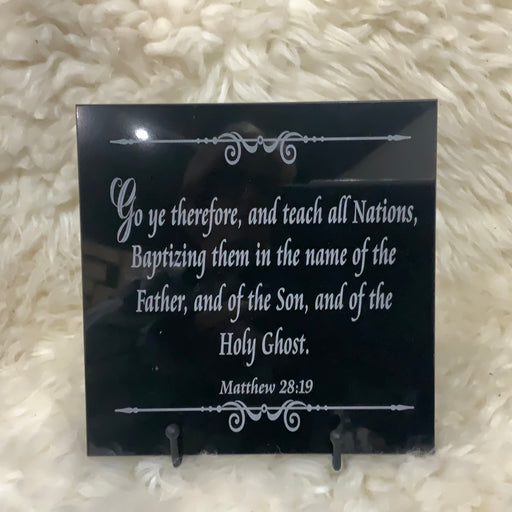 Go ye therefore, and teach all Nations,
Baptizing them in the name of the
Father, and of the Son, and of the
Holy Ghost.
Matthew 28:19